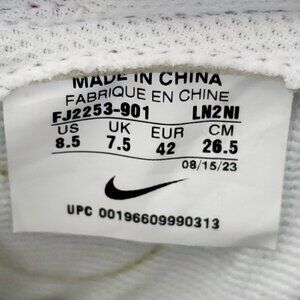 MADE IN CHINA
FABRIQUE EN CHINE
FJ2253-901 LN2NI
US UK EUR CM
8.5 7.5 42 26.5
08/15/23
UPC 00196609990313